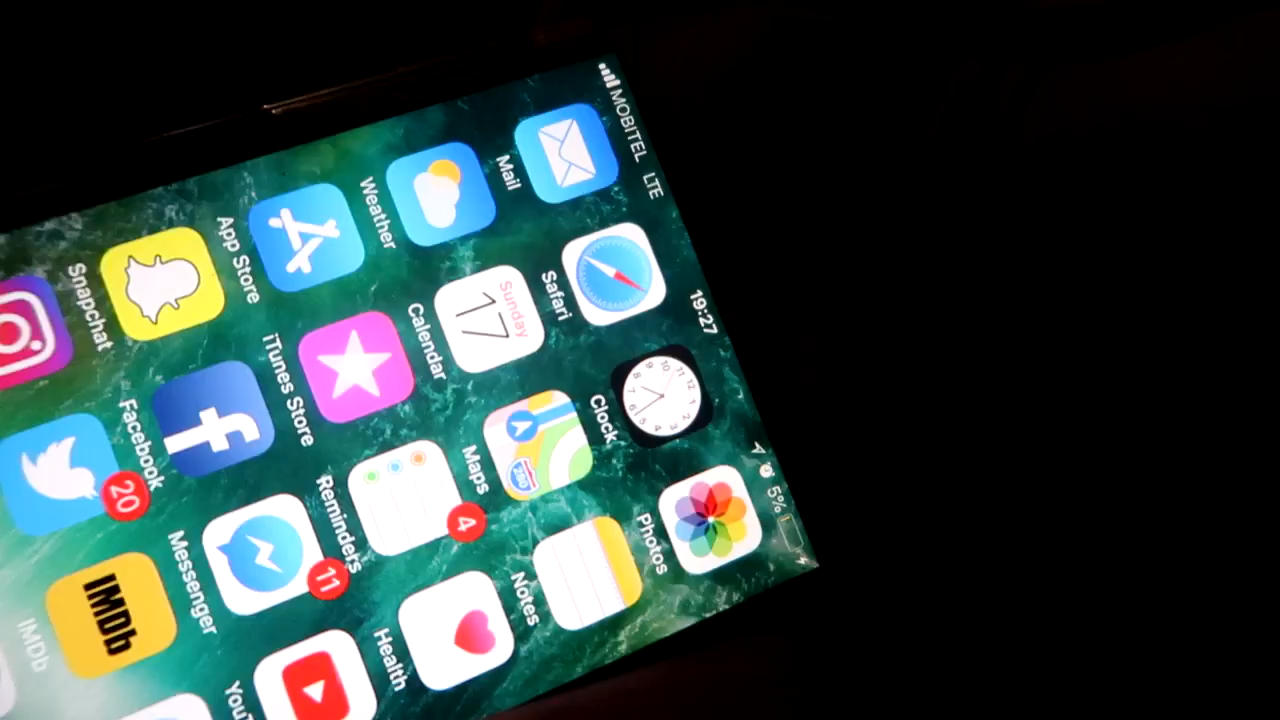 MOBITEL LTE 19:27 5%
Mail Safari Clock Photos
Sunday
17
Weather Calendar Maps Notes
280
App Store iTunes Store Reminders Health
4
Snapchat Facebook Messenger
11
20
IMDb
IMDb